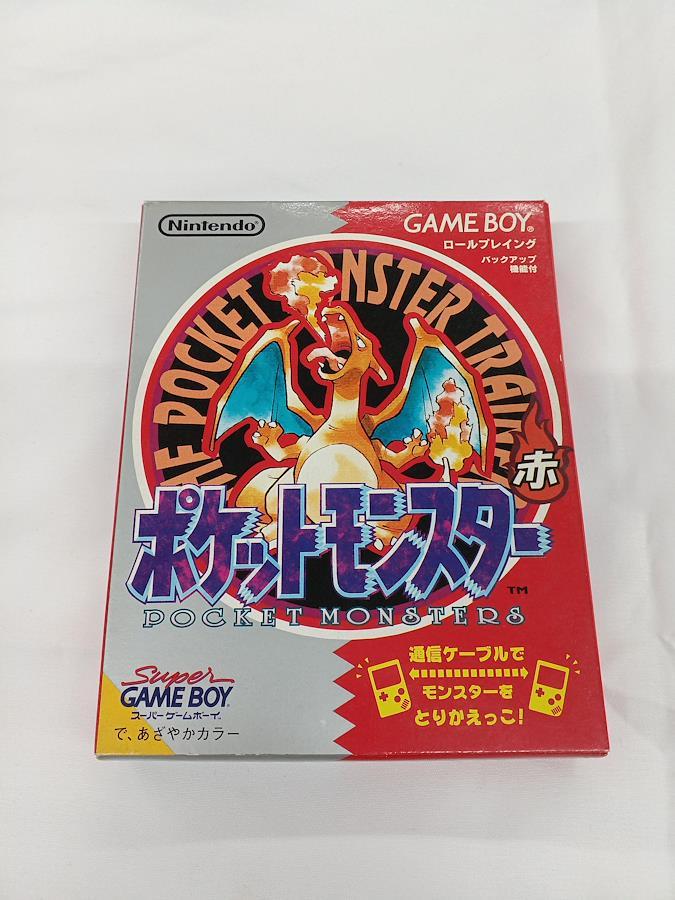 Nintendo®
GAME BOY®
ロールプレイング
バックアップ
機能付
POCKET MONSTER
赤
ポケットモンスター
TM
POCKET MONSTERS
Super
GAME BOY
スーパーゲームボーイ
で、あざやかカラー
通信ケーブルで
モンスターを
とりかえっこ!